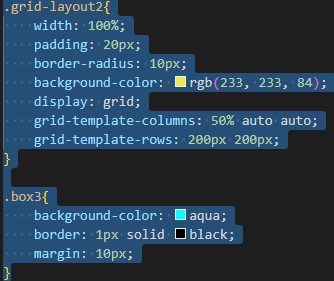 .grid-layout2{
    width: 100%;
    padding: 20px;
    border-radius: 10px;
    background-color: rgb(233, 233, 84);
    display: grid;
    grid-template-columns: 50% auto auto;
    grid-template-rows: 200px 200px;
}

.box3{
    background-color: aqua;
    border: 1px solid black;
    margin: 10px;
}